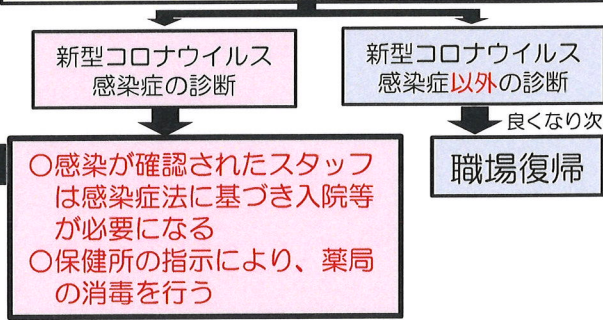 新型コロナウイルス
感染症の診断
新型コロナウイルス
感染症以外の診断
良くなり次
職場復帰
○感染が確認されたスタッフ
は感染症法に基づき入院等
が必要になる
○保健所の指示により、薬局
の消毒を行う